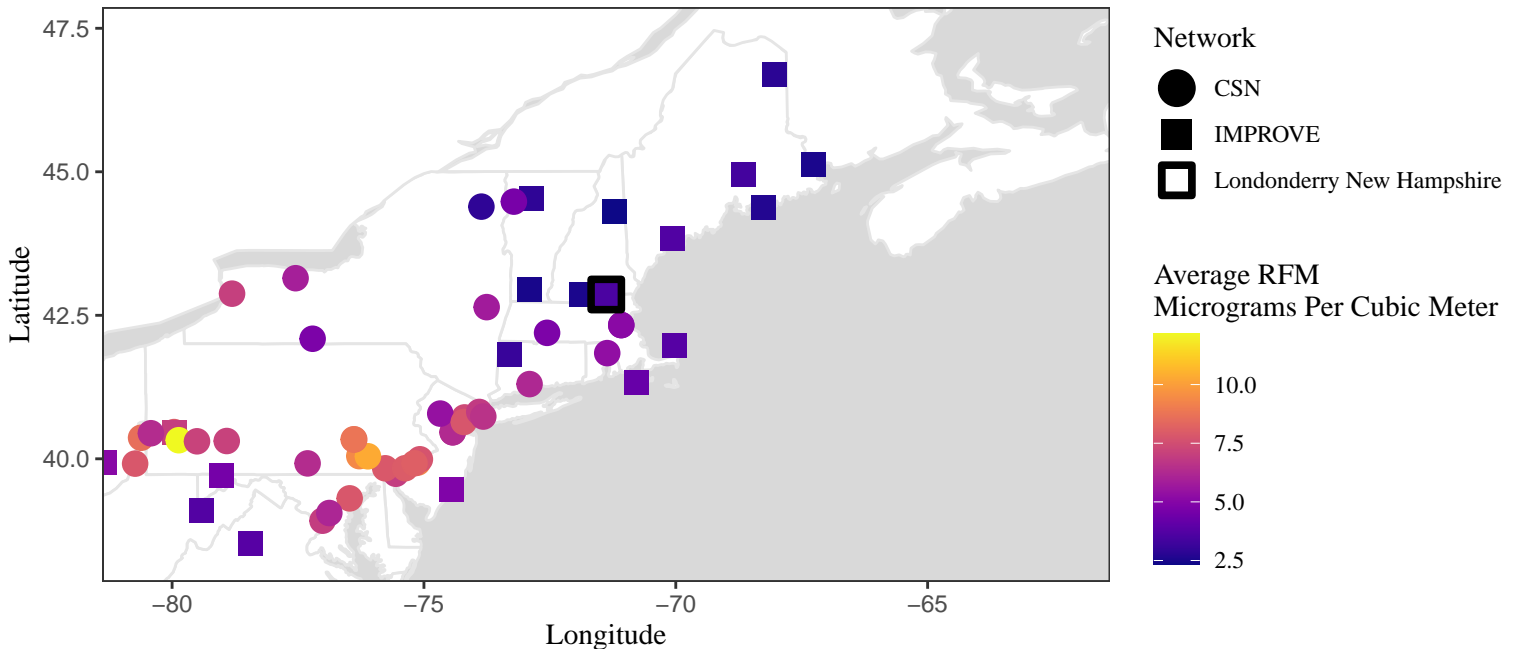 47.5
45.0
42.5
40.0
Latitude
−80
−75
−70
−65
Longitude
Network
CSN
IMPROVE
Londonderry New Hampshire
Average RFM
Micrograms Per Cubic Meter
10.0
7.5
5.0
2.5